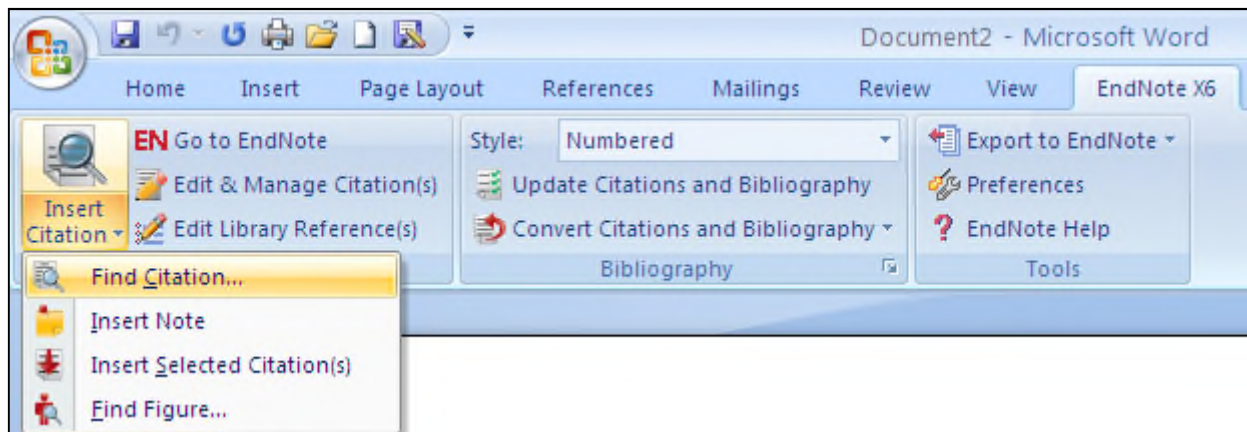 Document2 - Microsoft Word
Home Insert Page Layout References Mailings Review View EndNote X6
Insert Citation
EN Go to EndNote
Edit & Manage Citation(s)
Edit Library Reference(s)
Style: Numbered
Update Citations and Bibliography
Convert Citations and Bibliography
Bibliography
Export to EndNote
Preferences
? EndNote Help
Tools
Find Citation...
Insert Note
Insert Selected Citation(s)
Find Figure...